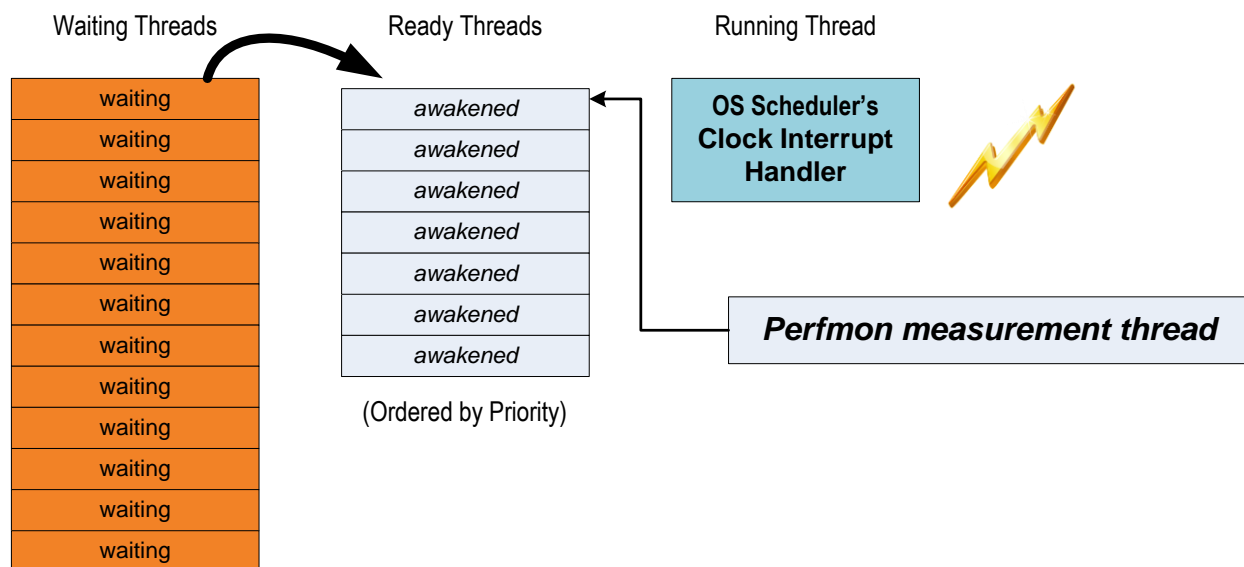 Waiting Threads
waiting
waiting
waiting
waiting
waiting
waiting
waiting
waiting
waiting
waiting
waiting
waiting
Ready Threads
awakened
awakened
awakened
awakened
awakened
awakened
awakened
(Ordered by Priority)
Running Thread
OS Scheduler's
Clock Interrupt
Handler
Perfmon measurement thread